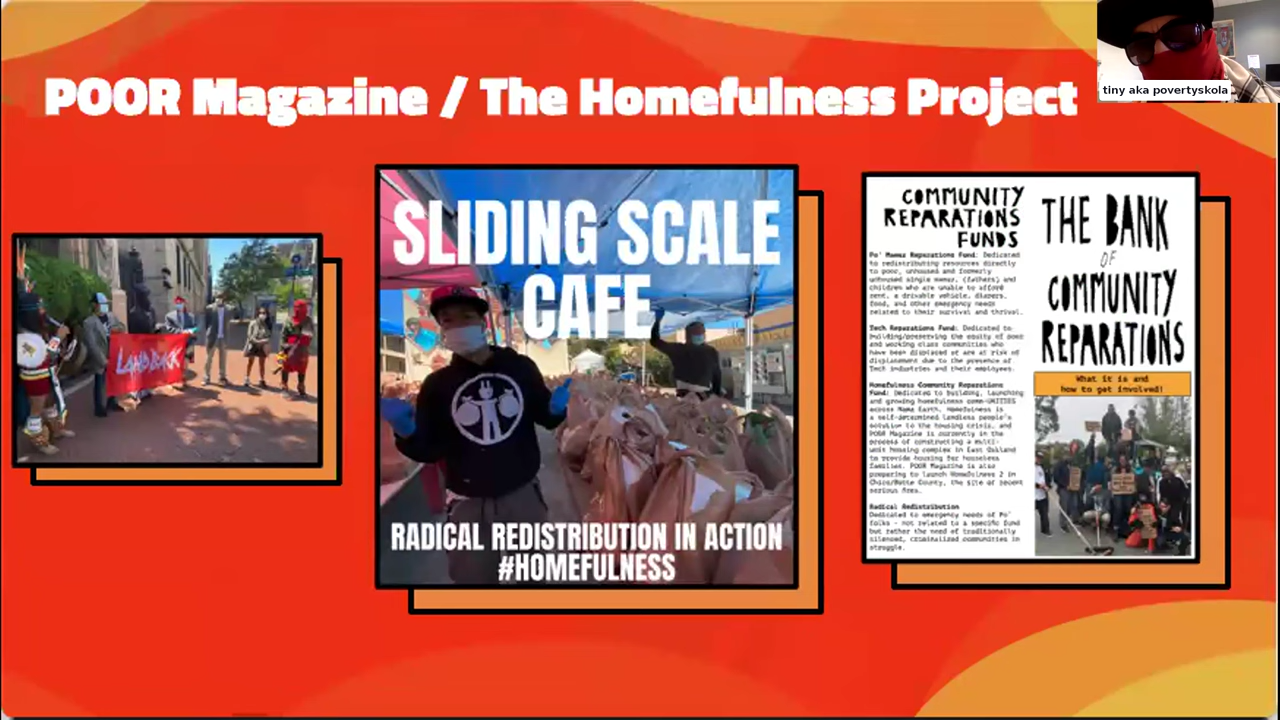 POOR Magazine / The Homefulness Project
tiny aka povertyskola
LANDBACK
SLIDING SCALE
CAFE
RADICAL REDISTRIBUTION IN ACTION
#HOMEFULNESS
COMMUNITY
REPARATIONS
FUNDS
Po' Mamaz Reparations Fund: Dedicated
to redistributing resources directly
to poor, unhoused and formerly
unhoused single mamaz, (fathers) and
children who are unable to afford
rent, a drivable vehicle, diapers,
food, and other emergency needs
related to their survival and thrival.
Tech Reparations Fund: Dedicated to
building/preserving the equity of poor
and working class communities who
have been displaced or are at risk of
displacement due to the presence of
Tech industries and their employees.
Homefulness Community Reparations
Fund: Dedicated to building, launching
and growing homefulness comm-UNITIES
across Mama Earth. Homefulness is
a self-determined landless people's
solution to the housing crisis, and
POOR Magazine is currently in the
process of constructing a multi-
unit housing complex in East Oakland
to provide housing for houseless
families. POOR Magazine is also
preparing to launch Homefulness 2 in
Chico/Butte County, the site of recent
serious fires.
Radical Redistribution
Dedicated to emergency needs of Po'
folks - not related to a specific fund
but rather the need of traditionally
silenced, criminalized communities in
struggle.
THE BANK
OF
COMMUNITY
REPARATIONS
What it is and
how to get involved!